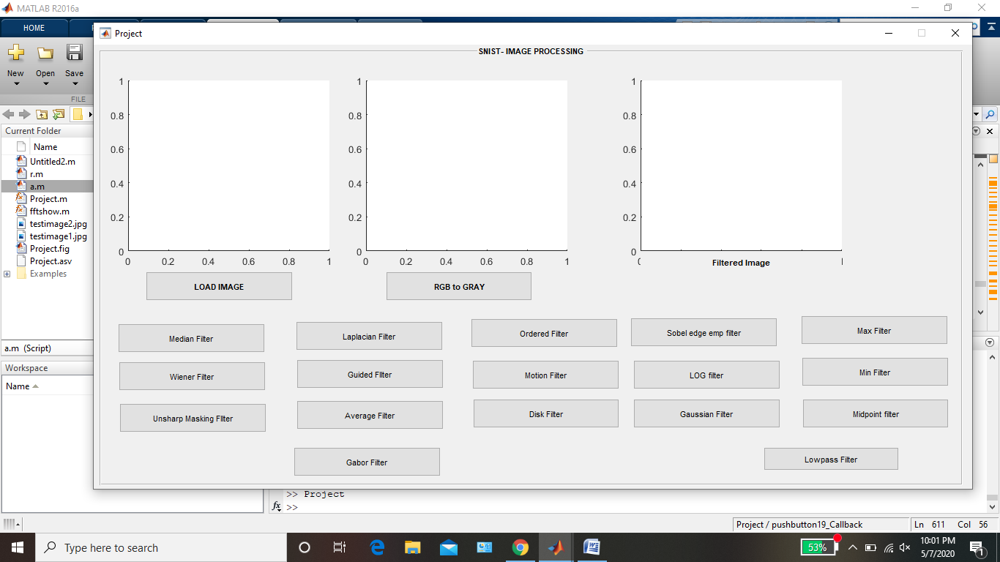 MATLAB R2016a
HOME
Project
New
Open
Save
FILE
SNIST- IMAGE PROCESSING
1
0.8
0.6
0.4
0.2
0
0 0.2 0.4 0.6 0.8 1
1
0.8
0.6
0.4
0.2
0
0 0.2 0.4 0.6 0.8 1
1
0.8
0.6
0.4
0.2
0
Filtered Image
LOAD IMAGE
RGB to GRAY
Median Filter
Laplacian Filter
Ordered Filter
Sobel edge emp filter
Max Filter
Wiener Filter
Guided FIlter
Motion Filter
LOG filter
Min Filter
Unsharp Masking FIlter
Average Filter
Disk Filter
Gaussian Filter
Midpoint filter
Gabor Filter
Lowpass Filter
Current Folder
Name
Untitled2.m
r.m
a.m
Project.m
fftshow.m
testimage2.jpg
testimage1.jpg
Project.fig
Project.asv
Examples
a.m (Script)
Workspace
Name
>> Project
fx >>
Project / pushbutton19_Callback
Ln 611 Col 56
Type here to search
53%
10:01 PM
5/7/2020
1